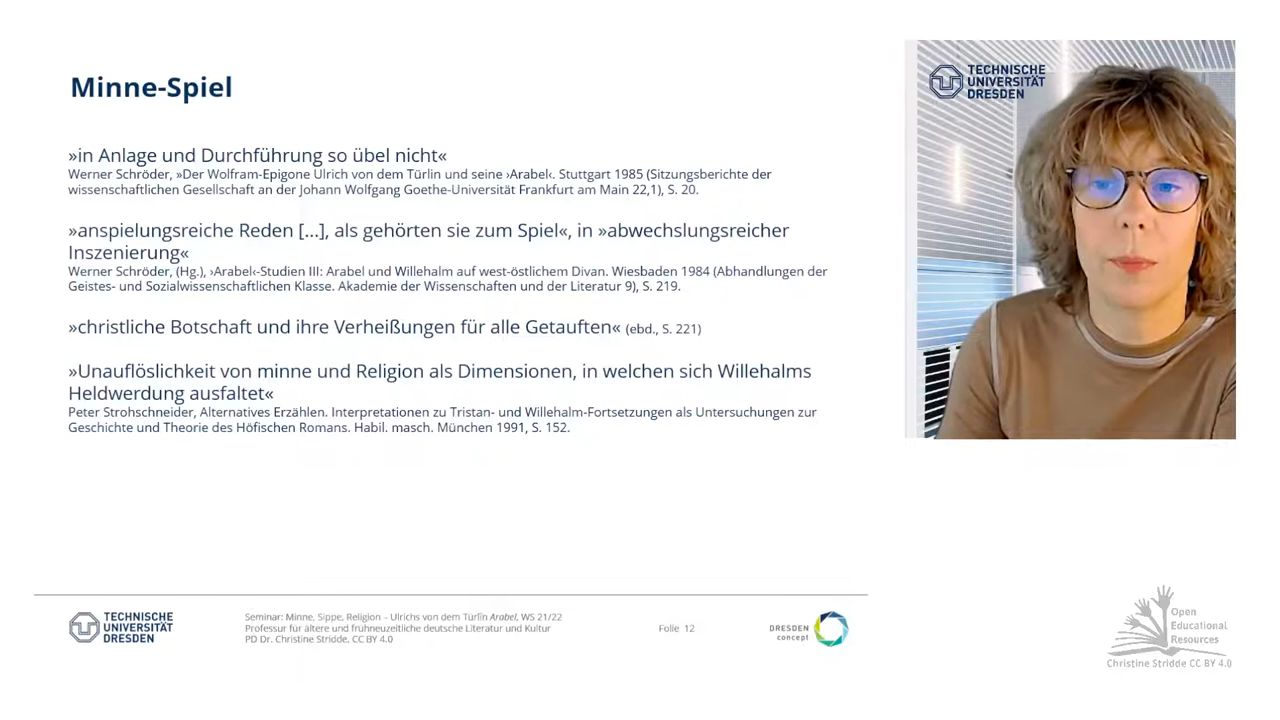 Minne-Spiel
»in Anlage und Durchführung so übel nicht«
Werner Schröder, »Der Wolfram-Epigone Ulrich von dem Türlin und seine ›Arabel‹. Stuttgart 1985 (Sitzungsberichte der
wissenschaftlichen Gesellschaft an der Johann Wolfgang Goethe-Universität Frankfurt am Main 22,1), S. 20.
»anspielungsreiche Reden [...], als gehörten sie zum Spiel«, in »abwechslungsreicher
Inszenierung«
Werner Schröder, (Hg.), ›Arabel‹-Studien III: Arabel und Willehalm auf west-östlichem Divan. Wiesbaden 1984 (Abhandlungen der
Geistes- und Sozialwissenschaftlichen Klasse. Akademie der Wissenschaften und der Literatur 9), S. 219.
»christliche Botschaft und ihre Verheißungen für alle Getauften« (ebd., S. 221)
»Unauflöslichkeit von minne und Religion als Dimensionen, in welchen sich Willehalms
Heldwerdung ausfaltet«
Peter Strohschneider, Alternatives Erzählen. Interpretationen zu Tristan- und Willehalm-Fortsetzungen als Untersuchungen zur
Geschichte und Theorie des Höfischen Romans. Habil. masch. München 1991, S. 152.
TECHNISCHE
UNIVERSITÄT
DRESDEN
TECHNISCHE
UNIVERSITÄT
DRESDEN
Seminar: Minne, Sippe, Religion – Ulrichs von dem Türlin Arabel, WS 21/22
Professur für ältere und frühneuzeitliche deutsche Literatur und Kultur
PD Dr. Christine Stridde, CC BY 4.0
Folie 12
DRESDEN
concept
Open
Educational
Resources
Christine Stridde CC BY 4.0